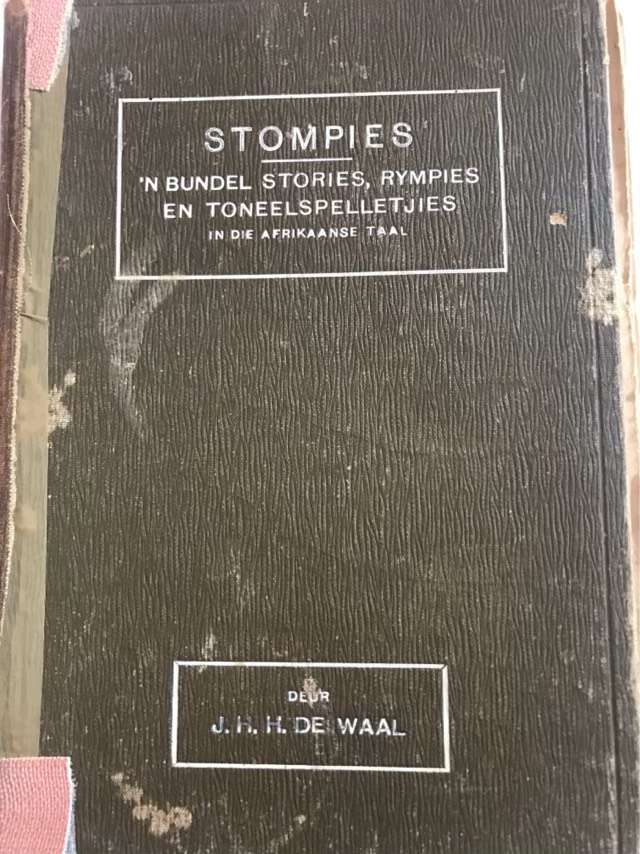 STOMPIES
'N BUNDEL STORIES, RYMPIES
EN TONEELSPELLETJIES
IN DIE AFRIKAANSE TAAL
DEUR
J. H. H. DE WAAL